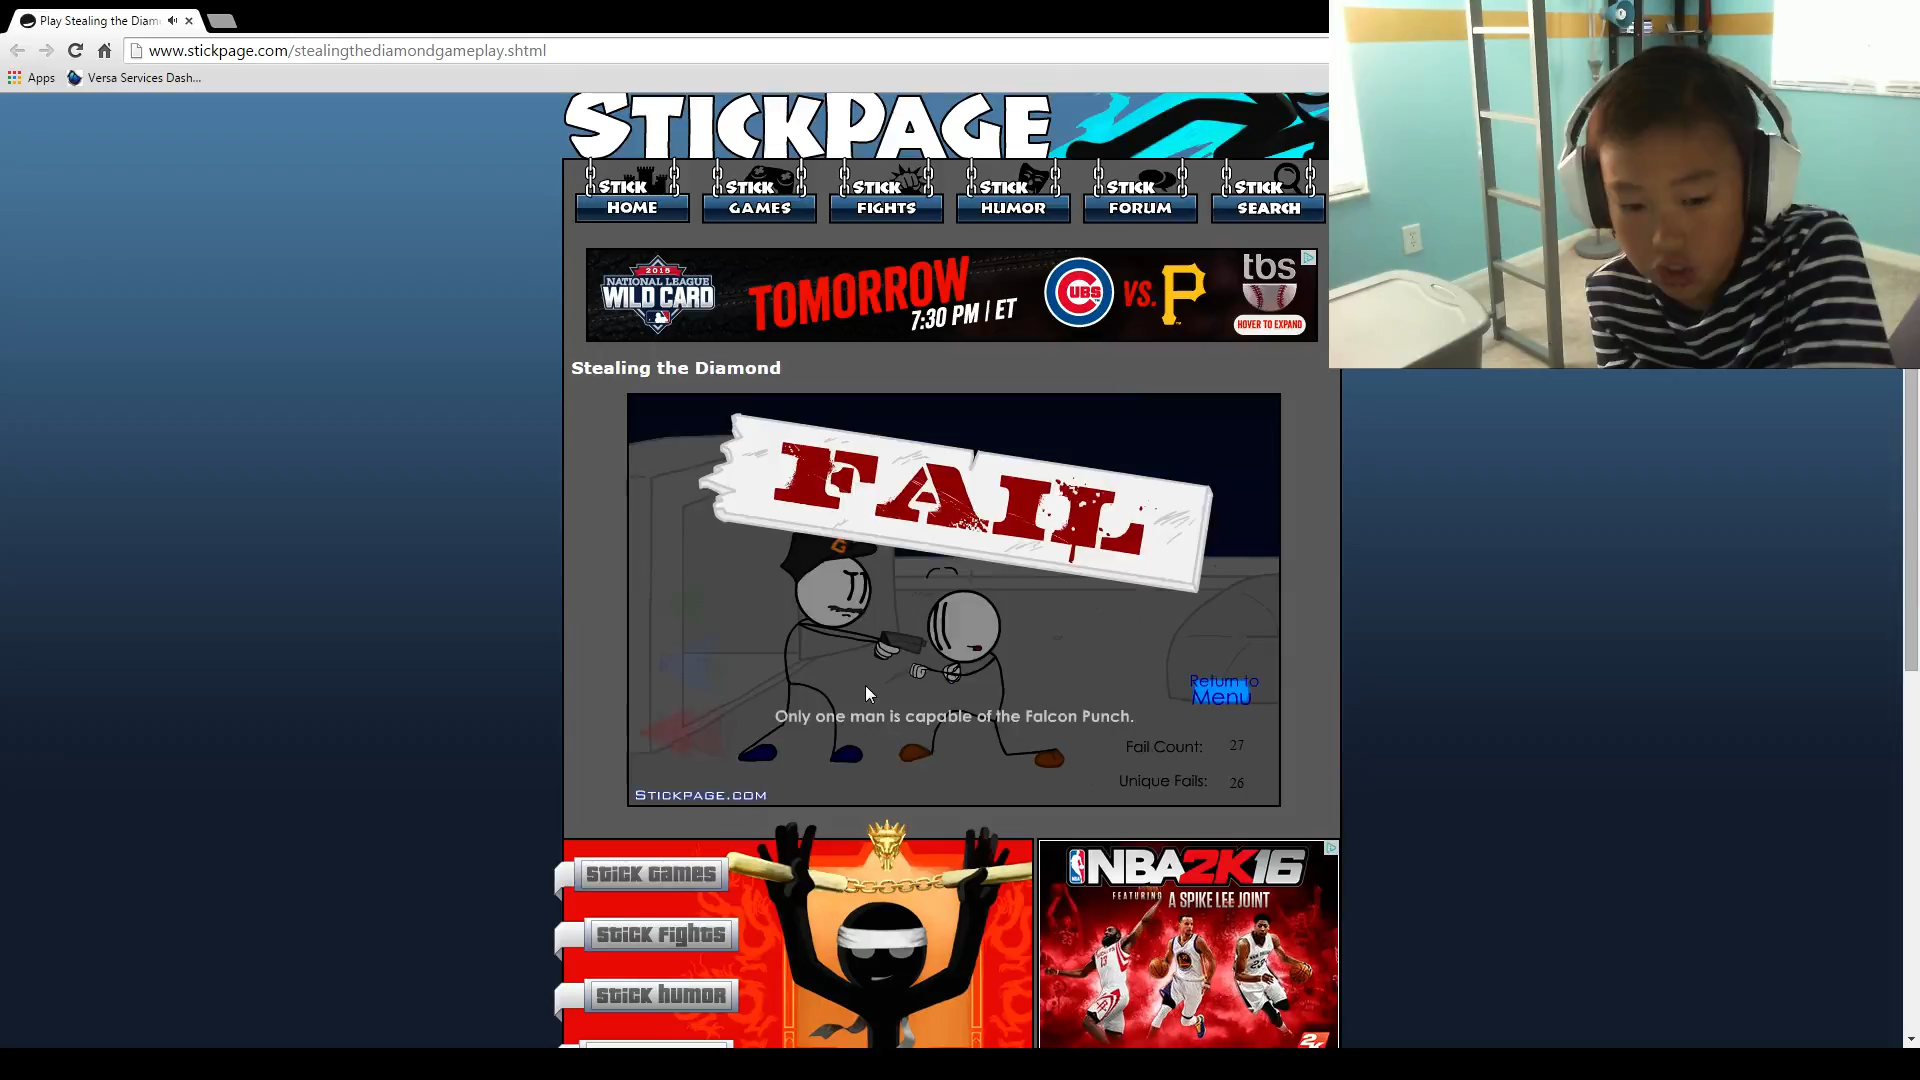 Play Stealing the Diam
www.stickpage.com/stealingthediamondgameplay.shtml
Apps
Versa Services Dash...
STICKPAGE
STICK HOME
STICK GAMES
STICK FIGHTS
STICK HUMOR
STICK FORUM
STICK SEARCH
2015
NATIONAL LEAGUE
WILD CARD
TOMORROW
7:30 PM | ET
CUBS
VS.
P
tbs
HOVER TO EXPAND
Stealing the Diamond
FAIL
G
Return to
Menu
Only one man is capable of the Falcon Punch.
Fail Count: 27
Unique Fails: 26
STICKPAGE.COM
Stick Games
Stick Fights
Stick Humor
NBA 2K16
FEATURING A SPIKE LEE JOINT
2K